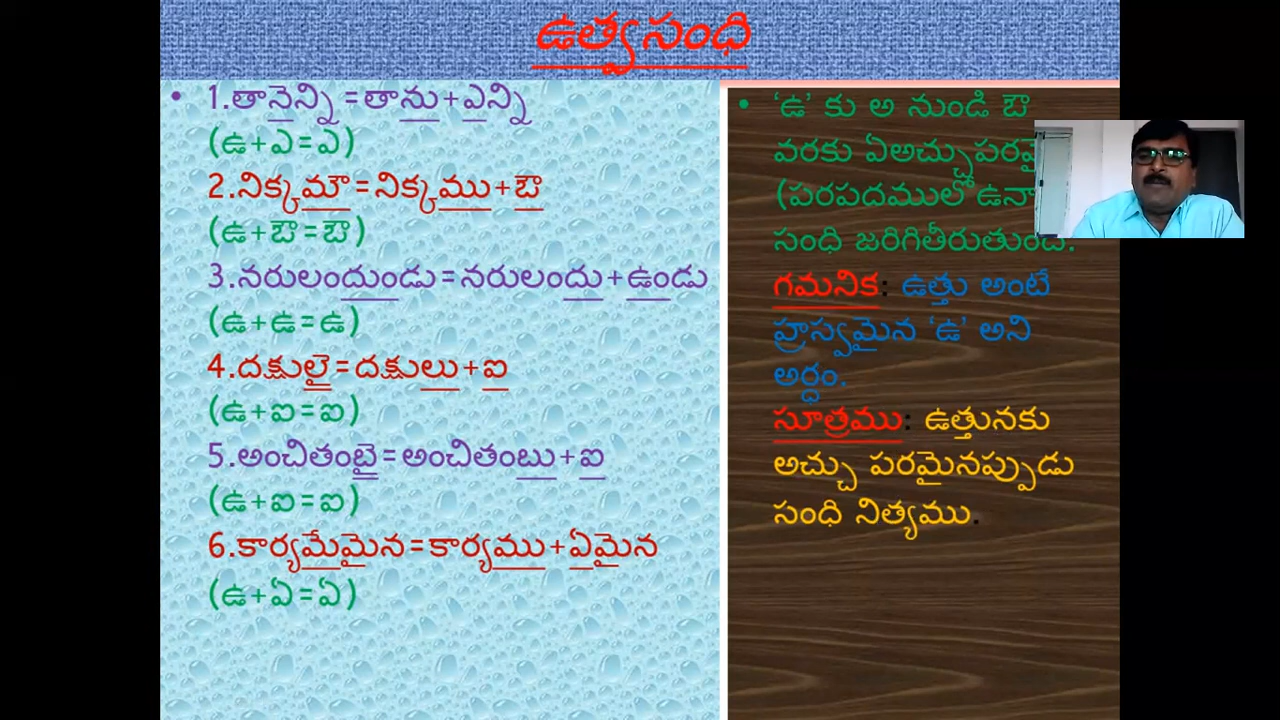 ఉత్వసంధి
• 1.తానెన్ని =తాను+ఎన్ని
(ఉ+ఎ=ఎ)
2.నిక్కమౌ=నిక్కము+ఔ
(ఉ+ఔ=ఔ)
3.నరులందుండు=నరులందు+ఉండు
(ఉ+ఉ=ఉ)
4.దక్షులై=దక్షులు+ఐ
(ఉ+ఐ=ఐ)
5.అంచితంబై=అంచితంబు+ఐ
(ఉ+ఐ=ఐ)
6.కార్యమేమైన=కార్యము+ఏమైన
(ఉ+ఏ=ఏ)
• ‘ఉ’ కు అ నుండి ఔ
వరకు ఏఅచ్చు
(పరపదములో
సంధి జరిగితీరుతుంది.
గమనిక: ఉత్తు అంటే
హ్రస్వమైన ‘ఉ’ అని
అర్ధం.
సూత్రము: ఉత్తునకు
అచ్చు పరమైనప్పుడు
సంధి నిత్యము.